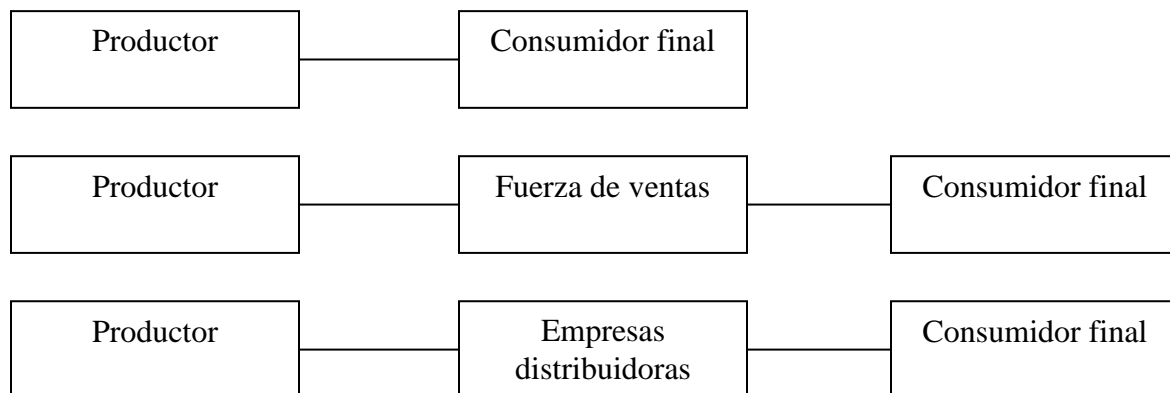 Productor
Consumidor final
Productor
Fuerza de ventas
Consumidor final
Productor
Empresas
distribuidoras
Consumidor final